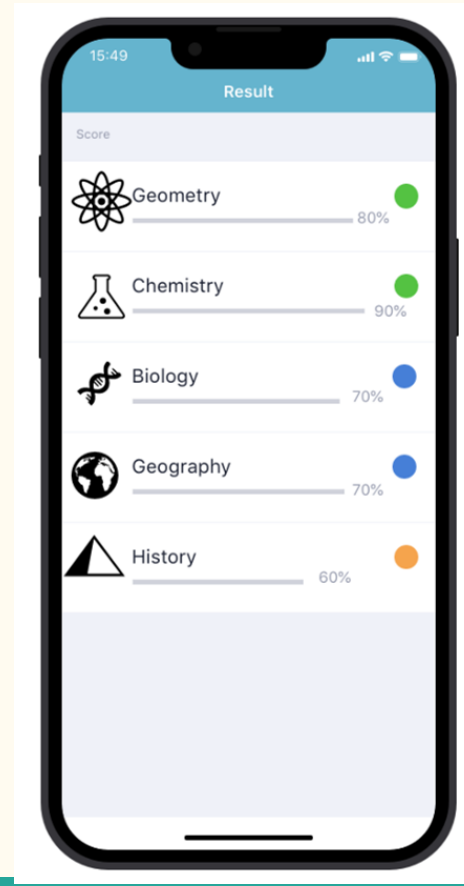 15:49
Result
Score
Geometry
80%
Chemistry
90%
Biology
70%
Geography
70%
History
60%